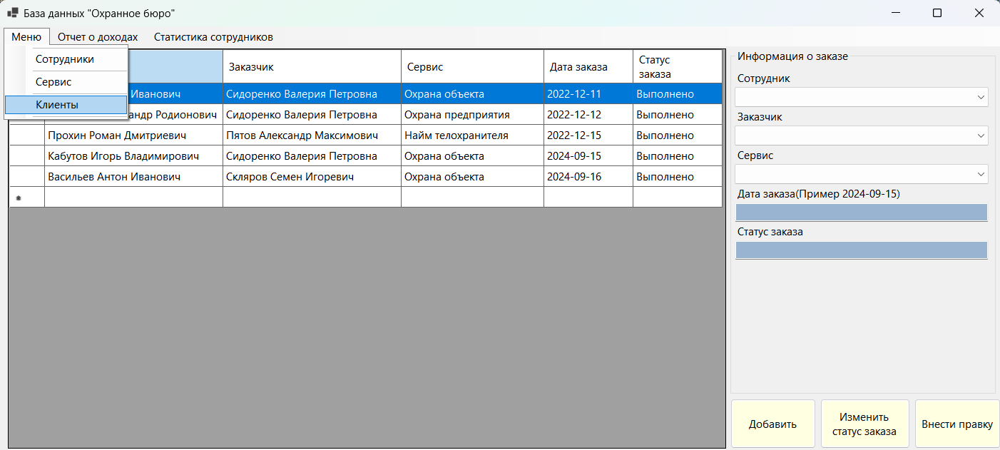 База данных "Охранное бюро"
Меню Отчет о доходах Статистика сотрудников
Сотрудники
Сервис
Клиенты
Заказчик Сервис Дата заказа Статус заказа
Иванович Сидоренко Валерия Петровна Охрана объекта 2022-12-11 Выполнено
андр Родионович Сидоренко Валерия Петровна Охрана предприятия 2022-12-12 Выполнено
Прохин Роман Дмитриевич Пятов Александр Максимович Найм телохранителя 2022-12-15 Выполнено
Кабутов Игорь Владимирович Сидоренко Валерия Петровна Охрана объекта 2024-09-15 Выполнено
Васильев Антон Иванович Скляров Семен Игоревич Охрана объекта 2024-09-16 Выполнено
Информация о заказе
Сотрудник
Заказчик
Сервис
Дата заказа(Пример 2024-09-15)
Статус заказа
Добавить
Изменить
статус заказа
Внести правку